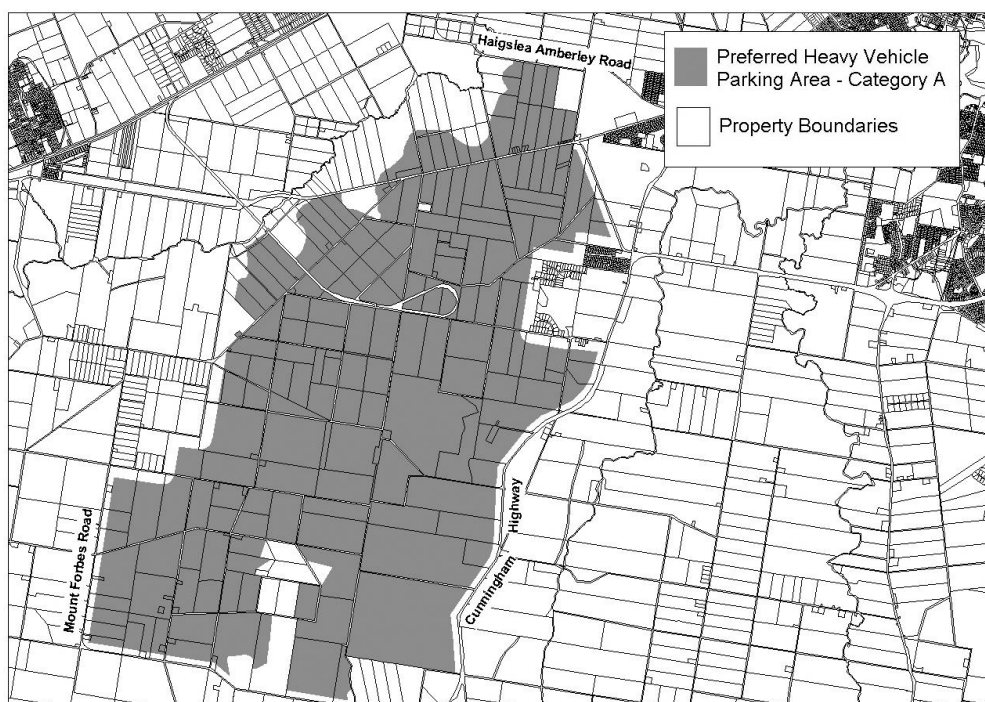 Haigslea Amberley Road
Preferred Heavy Vehicle
Parking Area - Category A
Property Boundaries
Mount Forbes Road
Cunningham Highway